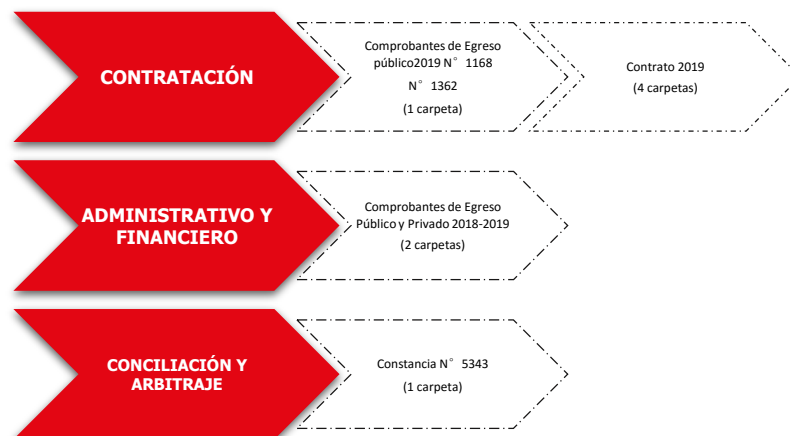 CONTRATACIÓN
Comprobantes de Egreso
público2019 N° 1168
N° 1362
(1 carpeta)
Contrato 2019
(4 carpetas)
ADMINISTRATIVO Y
FINANCIERO
Comprobantes de Egreso
Público y Privado 2018-2019
(2 carpetas)
CONCILIACIÓN Y
ARBITRAJE
Constancia N° 5343
(1 carpeta)